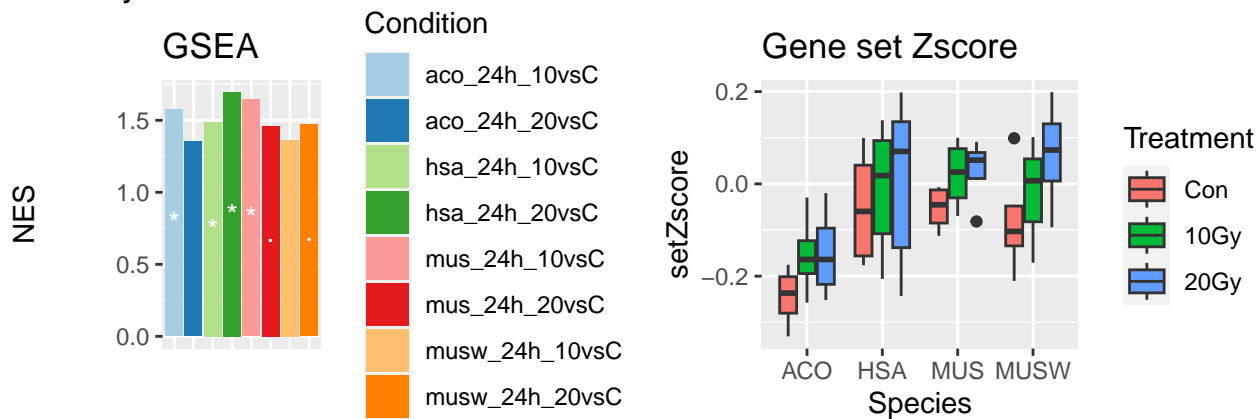 GSEA
NES
1.5
1.0
0.5
0.0
*
*
*
*
.
.
Condition
aco_24h_10vsC
aco_24h_20vsC
hsa_24h_10vsC
hsa_24h_20vsC
mus_24h_10vsC
mus_24h_20vsC
musw_24h_10vsC
musw_24h_20vsC
Gene set Zscore
setZscore
0.2
0.0
−0.2
ACO HSA MUS MUSW
Species
Treatment
Con
10Gy
20Gy